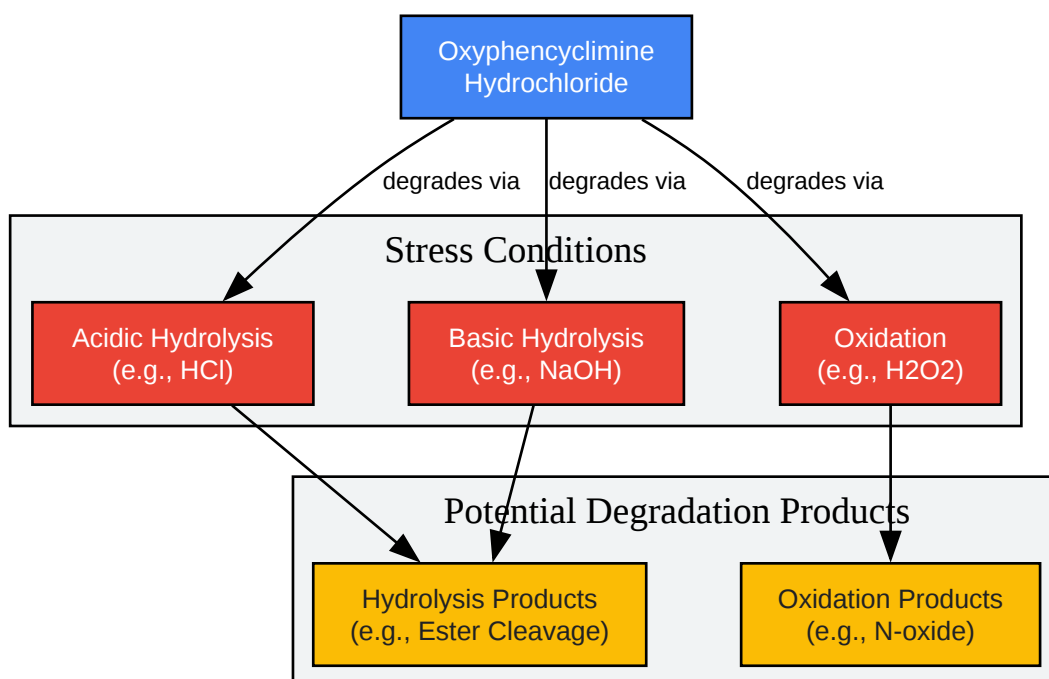 Oxyphencyclimine
Hydrochloride
degrades via
degrades via
degrades via
Stress Conditions
Acidic Hydrolysis
(e.g., HCl)
Basic Hydrolysis
(e.g., NaOH)
Oxidation
(e.g., H2O2)
Potential Degradation Products
Hydrolysis Products
(e.g., Ester Cleavage)
Oxidation Products
(e.g., N-oxide)